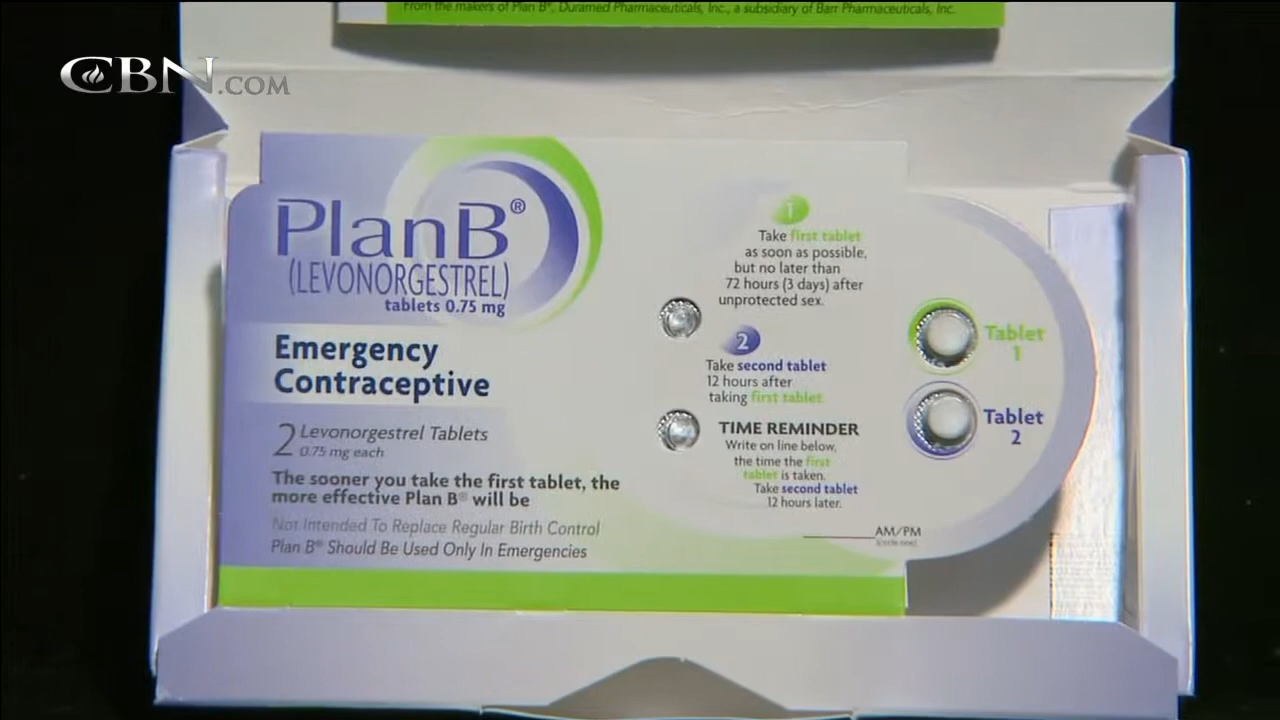 From the makers of Plan B®, Duramed Pharmaceuticals, Inc., a subsidiary of Barr Pharmaceuticals, Inc.
CBN.COM
PlanB®
(LEVONORGESTREL)
tablets 0.75 mg
Emergency
Contraceptive
2 Levonorgestrel Tablets
0.75 mg each
The sooner you take the first tablet, the
more effective Plan B® will be
Not Intended To Replace Regular Birth Control
Plan B® Should Be Used Only In Emergencies
1
Take first tablet
as soon as possible,
but no later than
72 hours (3 days) after
unprotected sex.
2
Take second tablet
12 hours after
taking first tablet
TIME REMINDER
Write on line below,
the time the first
tablet is taken.
Take second tablet
12 hours later.
AM/PM
(circle one)
Tablet
1
Tablet
2